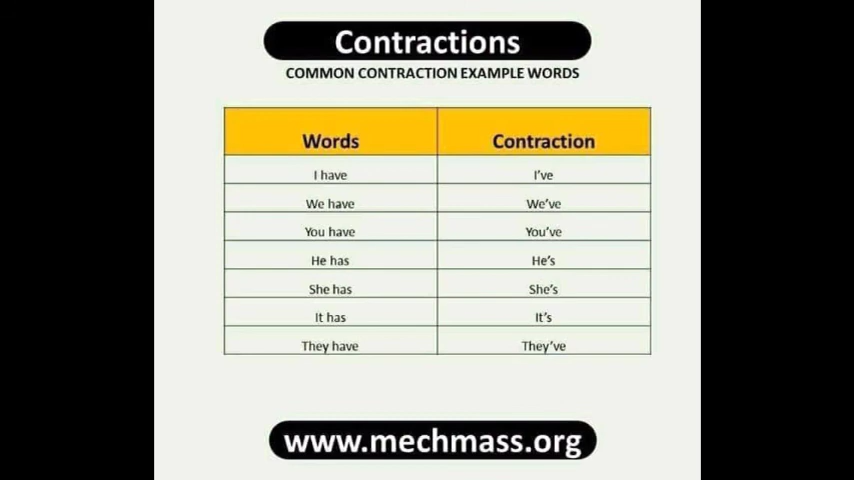 Contractions
COMMON CONTRACTION EXAMPLE WORDS
Words Contraction
I have I've
We have We've
You have You've
He has He's
She has She's
It has It's
They have They've
www.mechmass.org